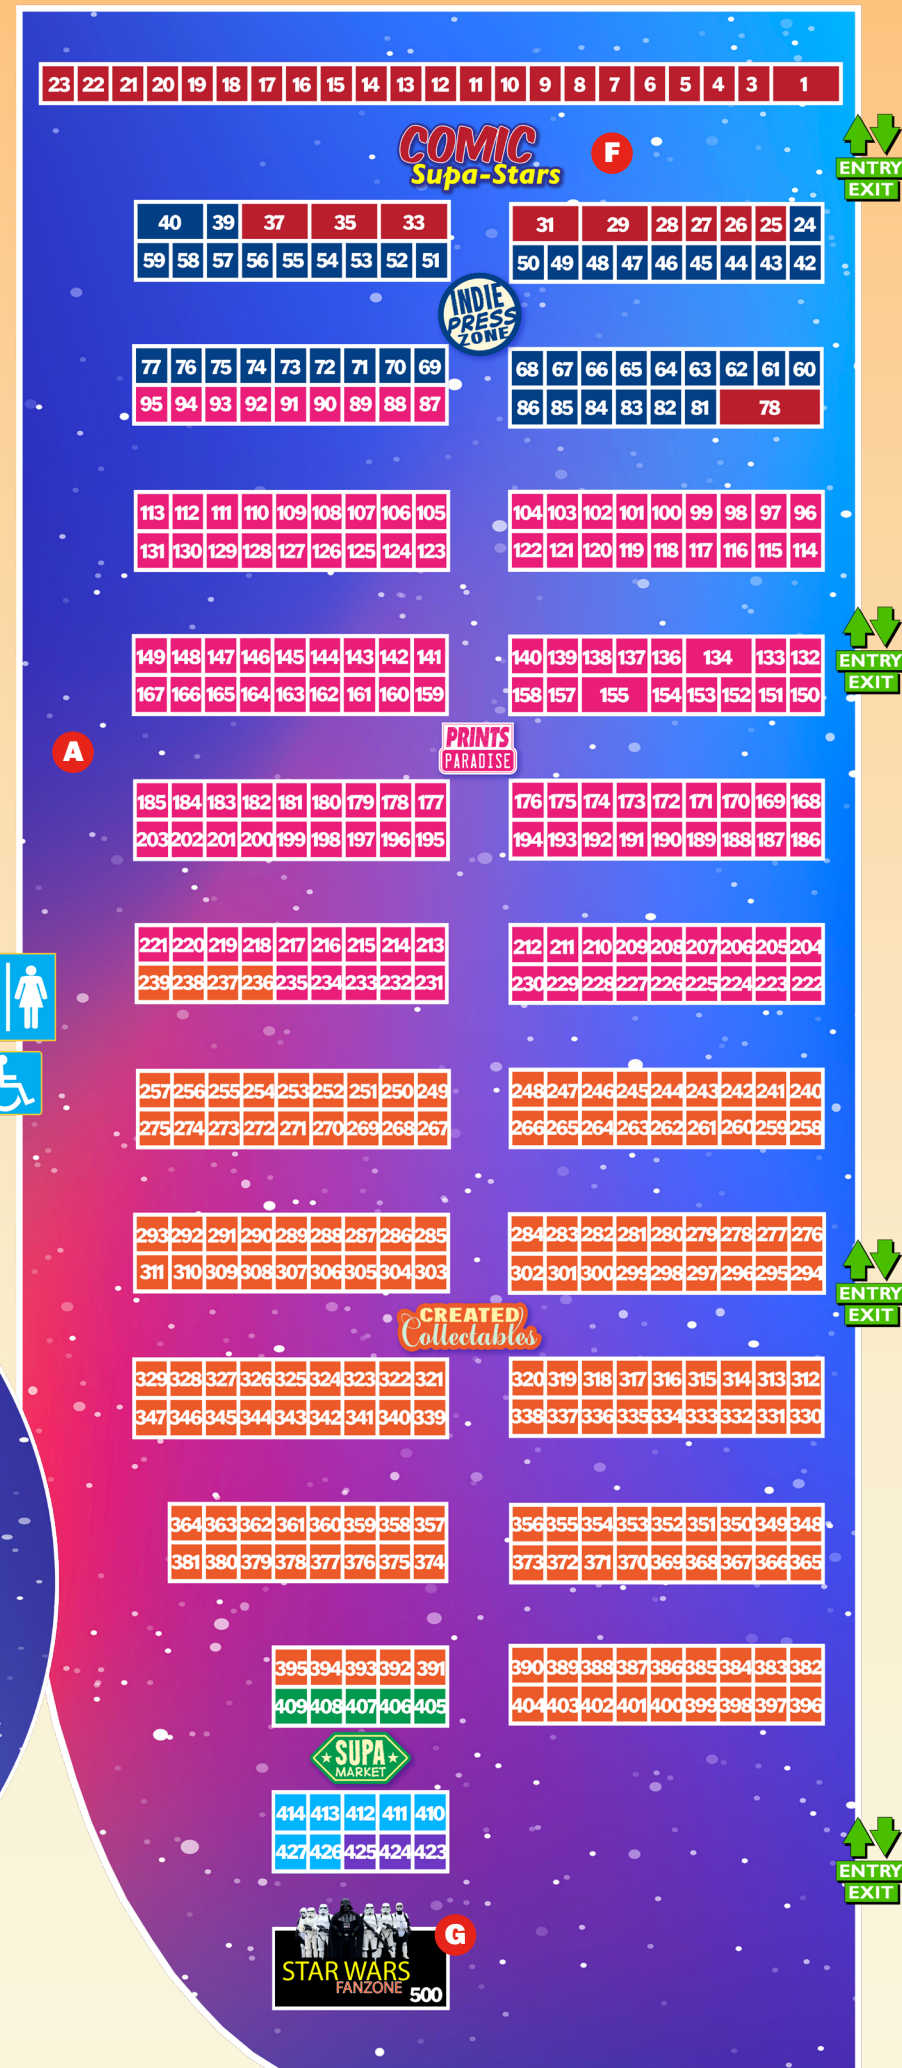 23 22 21 20 19 18 17 16 15 14 13 12 11 10 9 8 7 6 5 4 3 1
COMIC
Supa-Stars
F
ENTRY
EXIT
40 39 37 35 33
59 58 57 56 55 54 53 52 51
31 29 28 27 26 25 24
50 49 48 47 46 45 44 43 42
INDIE
PRESS
ZONE
77 76 75 74 73 72 71 70 69
95 94 93 92 91 90 89 88 87
68 67 66 65 64 63 62 61 60
86 85 84 83 82 81 78
113 112 111 110 109 108 107 106 105
131 130 129 128 127 126 125 124 123
104 103 102 101 100 99 98 97 96
122 121 120 119 118 117 116 115 114
149 148 147 146 145 144 143 142 141
167 166 165 164 163 162 161 160 159
140 139 138 137 136 134 133 132
158 157 155 154 153 152 151 150
ENTRY
EXIT
A
PRINTS
PARADISE
185 184 183 182 181 180 179 178 177
203 202 201 200 199 198 197 196 195
176 175 174 173 172 171 170 169 168
194 193 192 191 190 189 188 187 186
221 220 219 218 217 216 215 214 213
239 238 237 236 235 234 233 232 231
212 211 210 209 208 207 206 205 204
230 229 228 227 226 225 224 223 222
257 256 255 254 253 252 251 250 249
275 274 273 272 271 270 269 268 267
248 247 246 245 244 243 242 241 240
266 265 264 263 262 261 260 259 258
293 292 291 290 289 288 287 286 285
311 310 309 308 307 306 305 304 303
284 283 282 281 280 279 278 277 276
302 301 300 299 298 297 296 295 294
ENTRY
EXIT
CREATED
Collectables
329 328 327 326 325 324 323 322 321
347 346 345 344 343 342 341 340 339
320 319 318 317 316 315 314 313 312
338 337 336 335 334 333 332 331 330
364 363 362 361 360 359 358 357
381 380 379 378 377 376 375 374
356 355 354 353 352 351 350 349 348
373 372 371 370 369 368 367 366 365
395 394 393 392 391
409 408 407 406 405
390 389 388 387 386 385 384 383 382
404 403 402 401 400 399 398 397 396
SUPA
MARKET
414 413 412 411 410
427 426 425 424 423
ENTRY
EXIT
G
STAR WARS
FANZONE
500